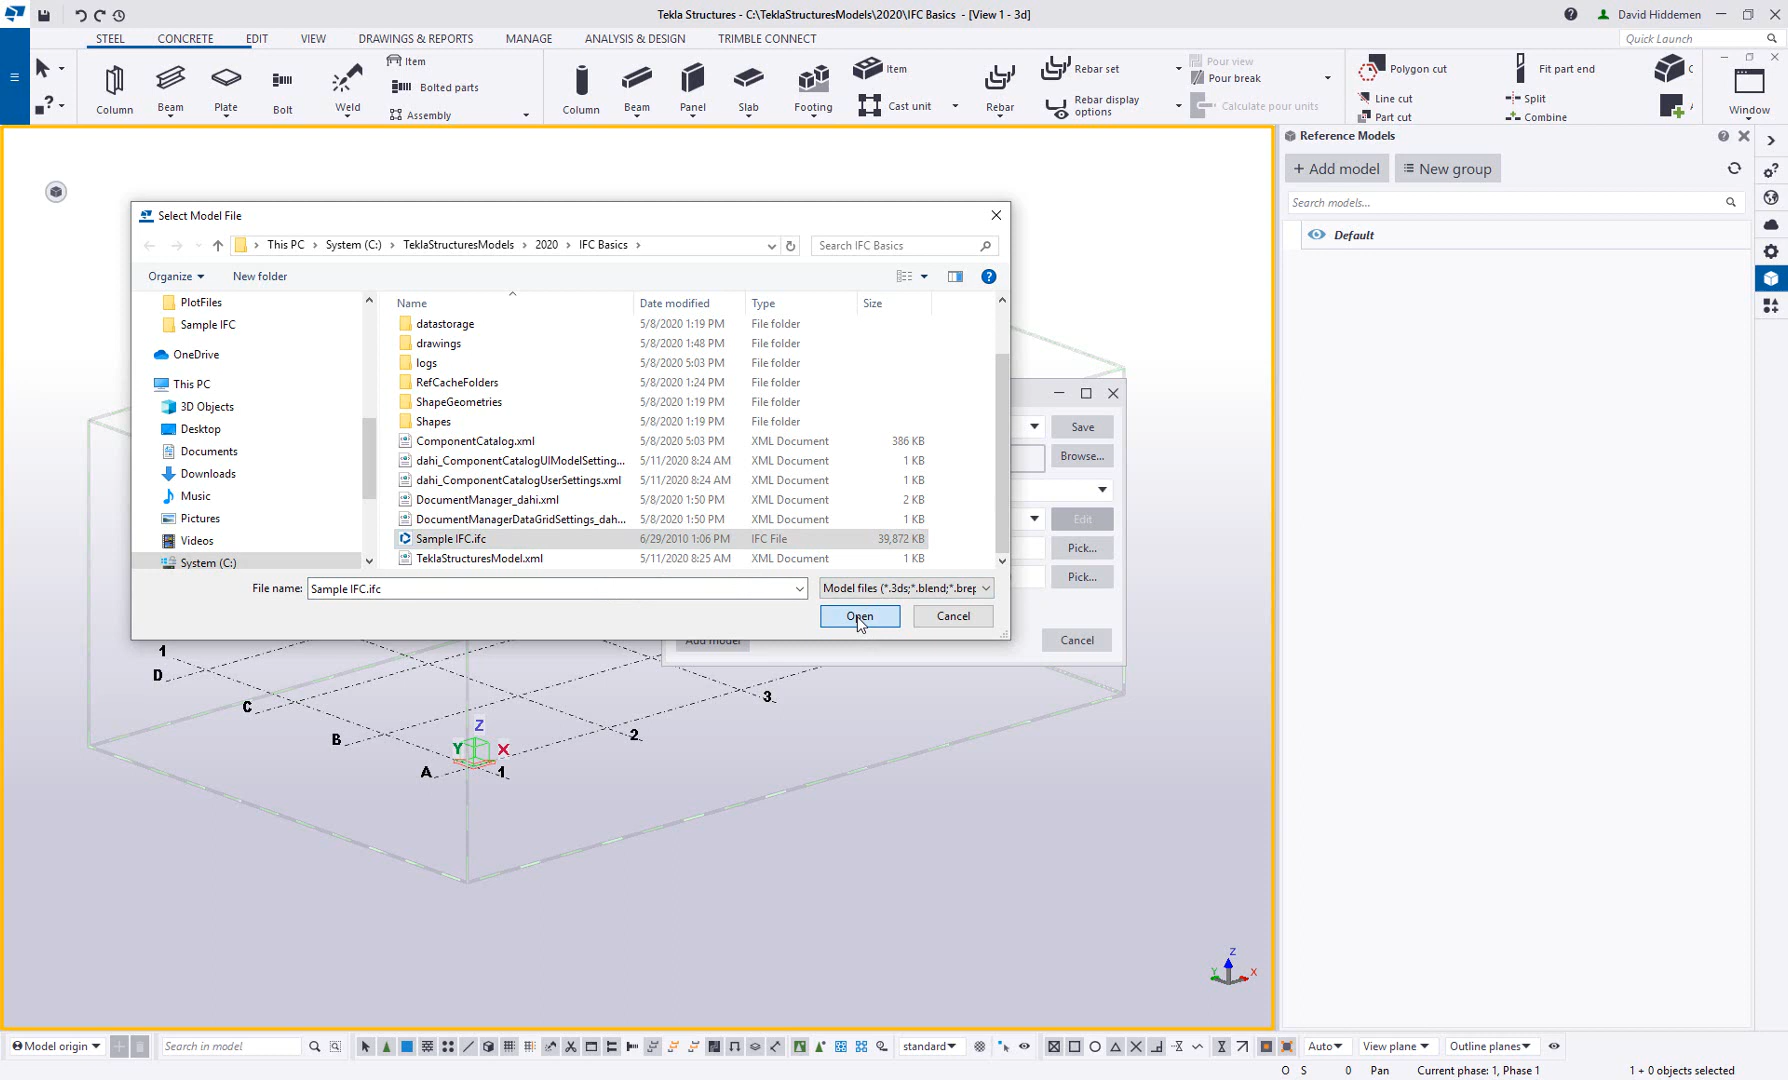 Tekla Structures - C:\TeklaStructuresModels\2020\IFC Basics - [View 1 - 3d]
David Hiddemen
STEEL CONCRETE EDIT VIEW DRAWINGS & REPORTS MANAGE ANALYSIS & DESIGN TRIMBLE CONNECT
Quick Launch
Column Beam Plate Bolt Weld
Item
Bolted parts
Assembly
Column Beam Panel Slab Footing
Item
Cast unit
Rebar
Rebar set
Rebar display options
Pour view
Pour break
Calculate pour units
Polygon cut
Line cut
Part cut
Fit part end
Split
Combine
Window
Reference Models
+ Add model
New group
Search models...
Default
Select Model File
This PC > System (C:) > TeklaStructuresModels > 2020 > IFC Basics >
Search IFC Basics
Organize
New folder
PlotFiles
Sample IFC
OneDrive
This PC
3D Objects
Desktop
Documents
Downloads
Music
Pictures
Videos
System (C:)
Name Date modified Type Size
datastorage 5/8/2020 1:19 PM File folder
drawings 5/8/2020 1:48 PM File folder
logs 5/8/2020 5:03 PM File folder
RefCacheFolders 5/8/2020 1:24 PM File folder
ShapeGeometries 5/8/2020 1:19 PM File folder
Shapes 5/8/2020 1:19 PM File folder
ComponentCatalog.xml 5/8/2020 5:03 PM XML Document 386 KB
dahi_ComponentCatalogUIModelSetting... 5/11/2020 8:24 AM XML Document 1 KB
dahi_ComponentCatalogUserSettings.xml 5/11/2020 8:24 AM XML Document 1 KB
DocumentManager_dahi.xml 5/8/2020 1:50 PM XML Document 2 KB
DocumentManagerDataGridSettings_dah... 5/8/2020 1:50 PM XML Document 1 KB
Sample IFC.ifc 6/29/2010 1:06 PM IFC File 39,872 KB
TeklaStructuresModel.xml 5/11/2020 8:25 AM XML Document 1 KB
File name: Sample IFC.ifc
Model files (*.3ds;*.blend;*.brep
Open
Cancel
Save
Browse...
Edit
Pick...
Pick...
Add model
Cancel
1
D
C
B
A
1
2
3
Z
Y
X
Z
Y
X
Model origin
Search in model
standard
Auto
View plane
Outline planes
O S 0 Pan Current phase: 1, Phase 1 1 + 0 objects selected